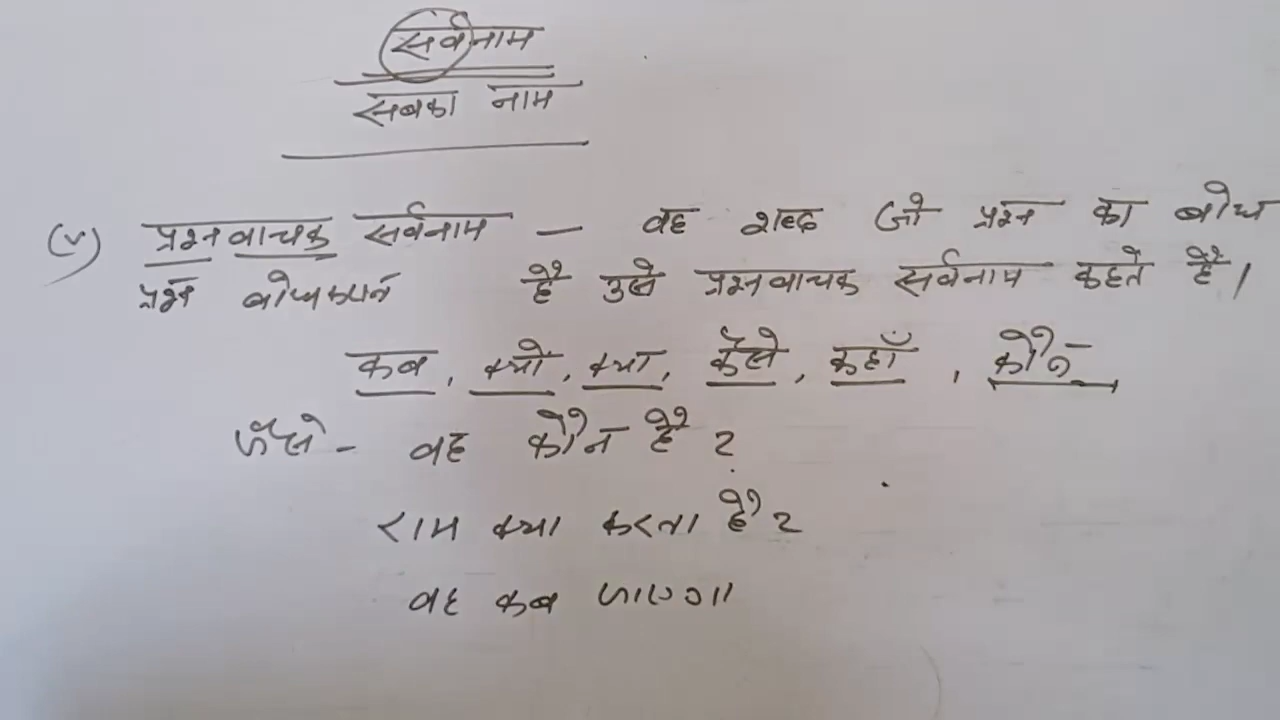 सर्वनाम
सबका नाम
(v) प्रश्नवाचक सर्वनाम — वह शब्द जो प्रश्न का बोध
प्रश्न बोध कराने है उसे प्रश्नवाचक सर्वनाम कहते है।
कब, क्यो, क्या, कैसे, कहाँ, कौन
जैसे - वह कौन है ?
राम क्या करता है ?
वह कब जाएगा